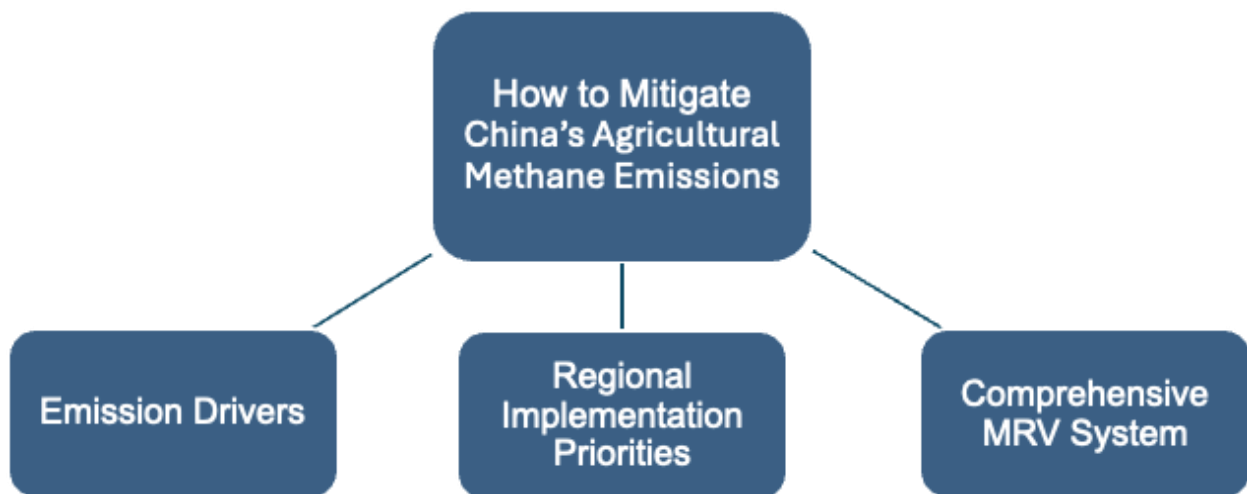 How to Mitigate
China’s Agricultural
Methane Emissions
Emission Drivers
Regional
Implementation
Priorities
Comprehensive
MRV System